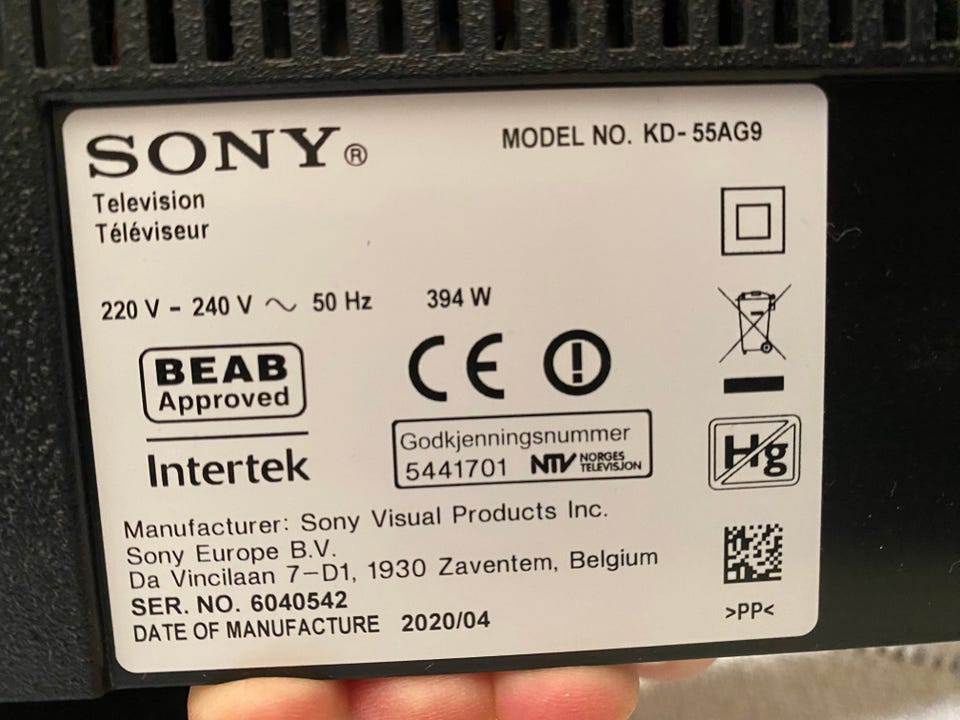 SONY®
MODEL NO. KD-55AG9
Television
Téléviseur
220 V - 240 V ~ 50 Hz 394 W
BEAB
Approved
Intertek
CE
Godkjenningsnummer
5441701 NTV NORGES
TELEVISJON
Hg
Manufacturer: Sony Visual Products Inc.
Sony Europe B.V.
Da Vincilaan 7-D1, 1930 Zaventem, Belgium
SER. NO. 6040542
DATE OF MANUFACTURE 2020/04
>PP<